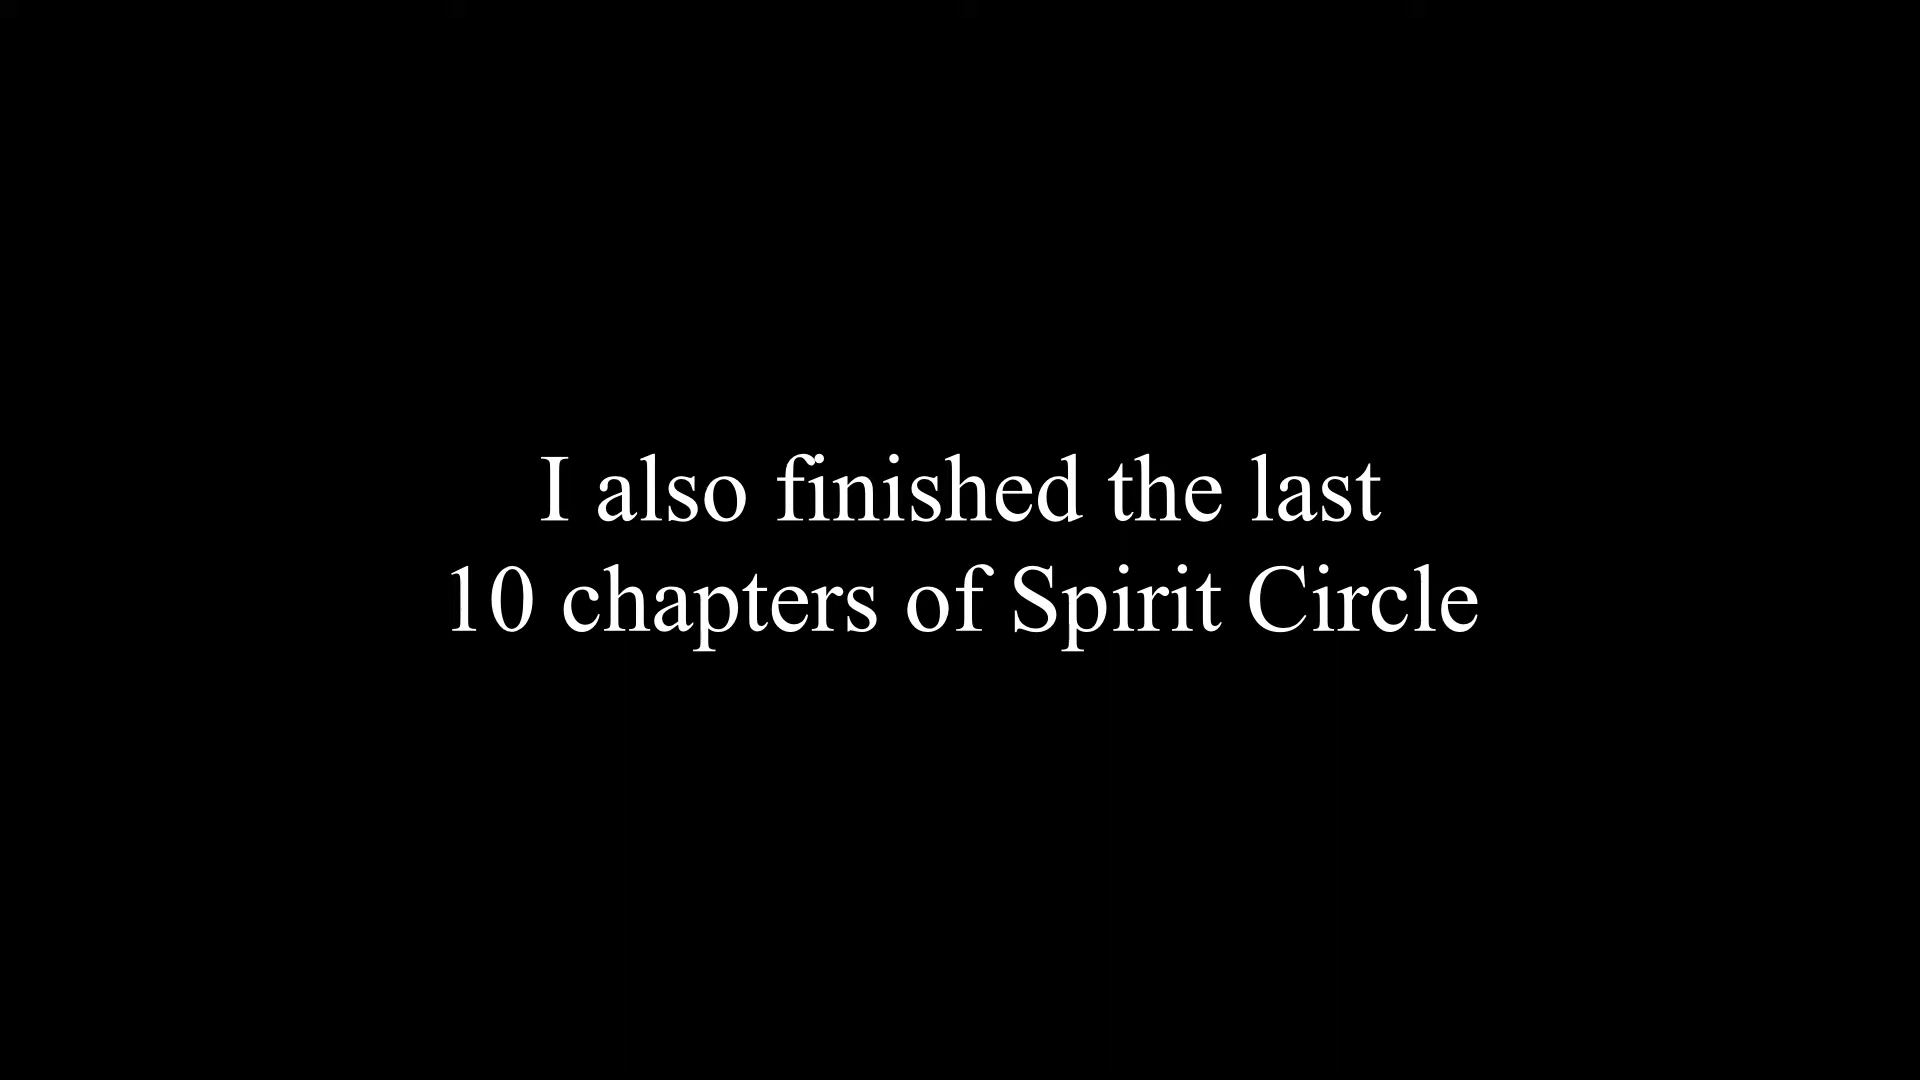 I also finished the last
10 chapters of Spirit Circle